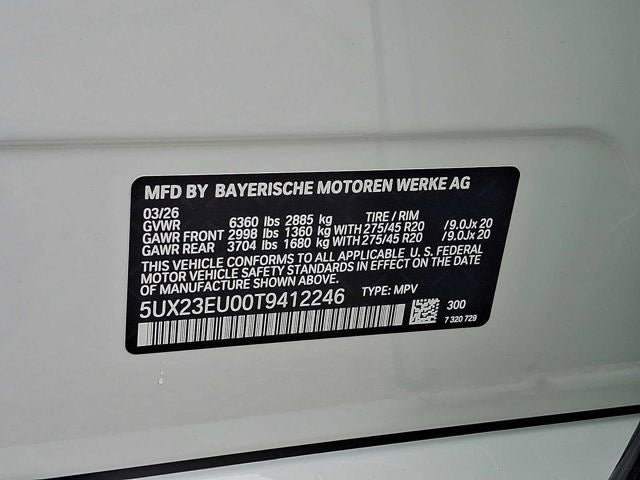 MFD BY BAYERISCHE MOTOREN WERKE AG
03/26 TIRE / RIM
GVWR 6360 lbs 2885 kg
GAWR FRONT 2998 lbs 1360 kg WITH 275/45 R20 /9.0Jx 20
GAWR REAR 3704 lbs 1680 kg WITH 275/45 R20 /9.0Jx 20
THIS VEHICLE CONFORMS TO ALL APPLICABLE U. S. FEDERAL
MOTOR VEHICLE SAFETY STANDARDS IN EFFECT ON THE DATE
OF MANUFACTURE SHOWN ABOVE.
5UX23EU00T9412246 TYPE: MPV
300
7 320 729